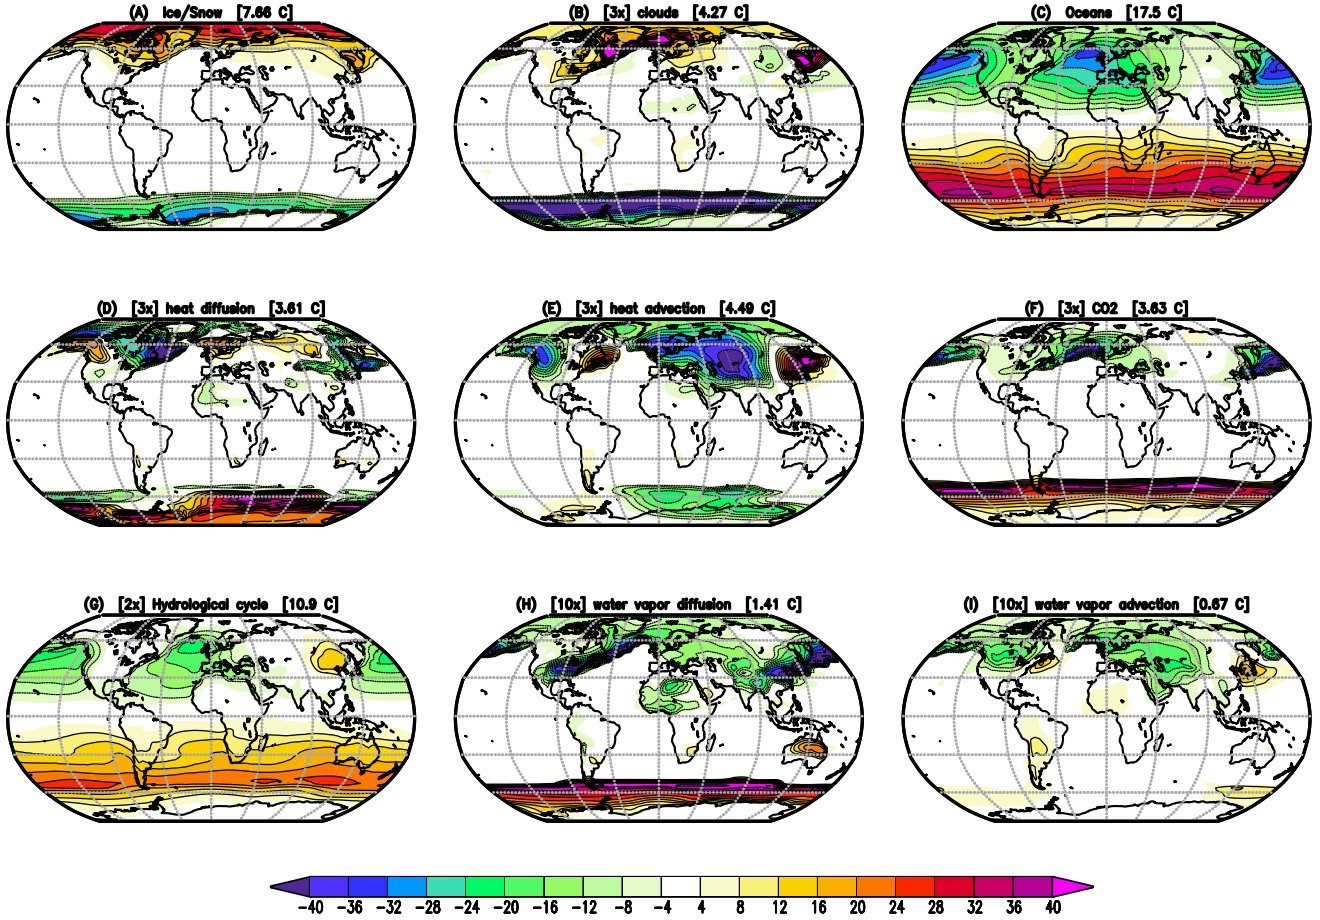 (A) Ice/Snow [7.66 C]
(B) [3x] clouds [4.27 C]
(C) Oceans [17.5 C]
(D) [3x] heat diffusion [3.61 C]
(E) [3x] heat advection [4.49 C]
(F) [3x] CO2 [3.63 C]
(G) [2x] Hydrological cycle [10.9 C]
(H) [10x] water vapor diffusion [1.41 C]
(I) [10x] water vapor advection [0.67 C]
-40 -36 -32 -28 -24 -20 -16 -12 -8 -4 4 8 12 16 20 24 28 32 36 40